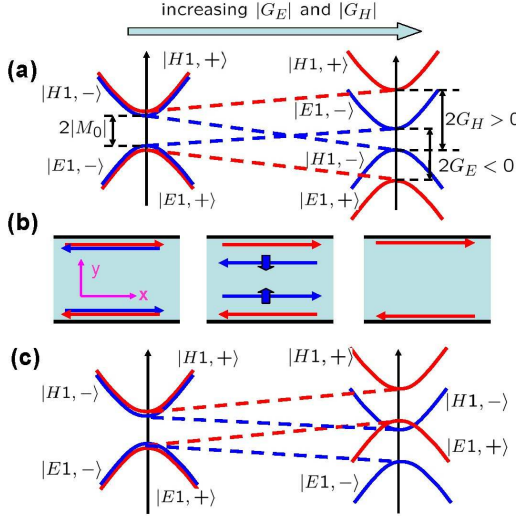 increasing |G_E| and |G_H|
(a)
|H1, +⟩
|H1, +⟩
|H1, −⟩
|E1, −⟩
2|M_0|
2G_H > 0
|H1, −⟩
2G_E < 0
|E1, −⟩
|E1, +⟩
|E1, +⟩
(b)
y
x
(c)
|H1, +⟩
|H1, +⟩
|H1, −⟩
|H1, −⟩
|E1, +⟩
|E1, −⟩
|E1, −⟩
|E1, +⟩